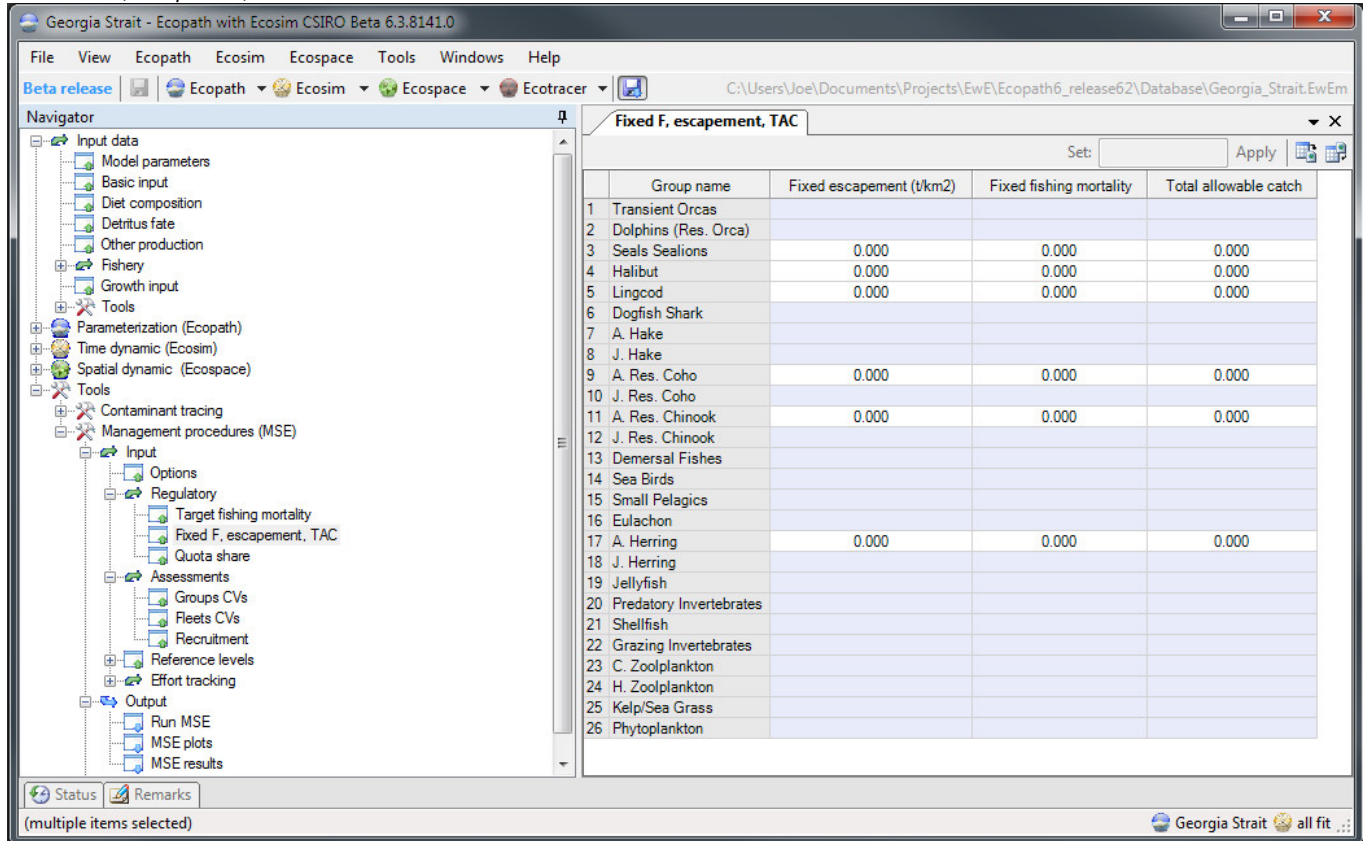 Georgia Strait - Ecopath with Ecosim CSIRO Beta 6.3.8141.0
File View Ecopath Ecosim Ecospace Tools Windows Help
Beta release Ecopath Ecosim Ecospace Ecotracer C:\Users\Joe\Documents\Projects\EwE\Ecopath6_release62\Database\Georgia_Strait.EwEm
Navigator
Input data
Model parameters
Basic input
Diet composition
Detritus fate
Other production
Fishery
Growth input
Tools
Parameterization (Ecopath)
Time dynamic (Ecosim)
Spatial dynamic (Ecospace)
Tools
Contaminant tracing
Management procedures (MSE)
Input
Options
Regulatory
Target fishing mortality
Fixed F, escapement, TAC
Quota share
Assessments
Groups CVs
Fleets CVs
Recruitment
Reference levels
Effort tracking
Output
Run MSE
MSE plots
MSE results
Fixed F, escapement, TAC
Set: Apply
Group name Fixed escapement (t/km2) Fixed fishing mortality Total allowable catch
1 Transient Orcas
2 Dolphins (Res. Orca)
3 Seals Sealions 0.000 0.000 0.000
4 Halibut 0.000 0.000 0.000
5 Lingcod 0.000 0.000 0.000
6 Dogfish Shark
7 A. Hake
8 J. Hake
9 A. Res. Coho 0.000 0.000 0.000
10 J. Res. Coho
11 A. Res. Chinook 0.000 0.000 0.000
12 J. Res. Chinook
13 Demersal Fishes
14 Sea Birds
15 Small Pelagics
16 Eulachon
17 A. Herring 0.000 0.000 0.000
18 J. Herring
19 Jellyfish
20 Predatory Invertebrates
21 Shellfish
22 Grazing Invertebrates
23 C. Zoolplankton
24 H. Zoolplankton
25 Kelp/Sea Grass
26 Phytoplankton
Status Remarks
(multiple items selected) Georgia Strait all fit